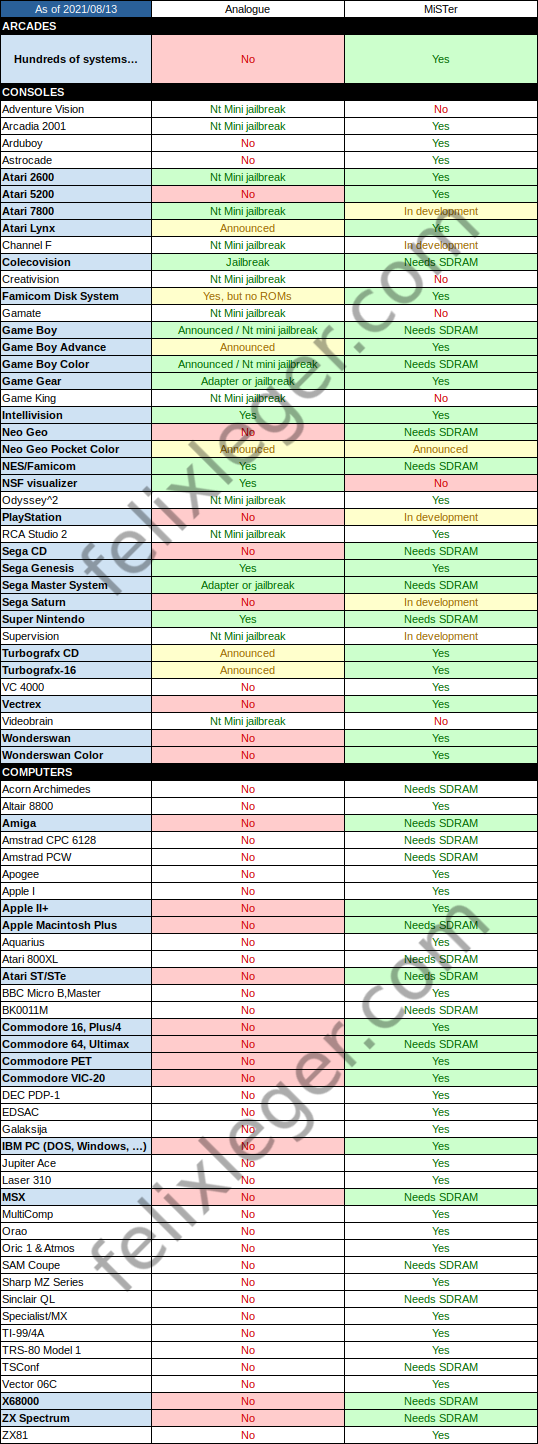 As of 2021/08/13 Analogue MiSTer
ARCADES
Hundreds of systems... No Yes
CONSOLES
Adventure Vision Nt Mini jailbreak No
Arcadia 2001 Nt Mini jailbreak Yes
Arduboy No Yes
Astrocade No Yes
Atari 2600 Nt Mini jailbreak Yes
Atari 5200 No Yes
Atari 7800 Nt Mini jailbreak In development
Atari Lynx Announced Yes
Channel F Nt Mini jailbreak In development
Colecovision Jailbreak Needs SDRAM
Creativision Nt Mini jailbreak No
Famicom Disk System Yes, but no ROMs Yes
Gamate Nt Mini jailbreak No
Game Boy Announced / Nt mini jailbreak Needs SDRAM
Game Boy Advance Announced Yes
Game Boy Color Announced / Nt mini jailbreak Needs SDRAM
Game Gear Adapter or jailbreak Yes
Game King Nt Mini jailbreak No
Intellivision Yes Yes
Neo Geo No Needs SDRAM
Neo Geo Pocket Color Announced Announced
NES/Famicom Yes Needs SDRAM
NSF visualizer Yes No
Odyssey^2 Nt Mini jailbreak Yes
PlayStation No In development
RCA Studio 2 Nt Mini jailbreak Yes
Sega CD No Needs SDRAM
Sega Genesis Yes Yes
Sega Master System Adapter or jailbreak Needs SDRAM
Sega Saturn No In development
Super Nintendo Yes Needs SDRAM
Supervision Nt Mini jailbreak In development
Turbografx CD Announced Yes
Turbografx-16 Announced Yes
VC 4000 No Yes
Vectrex No Yes
Videobrain Nt Mini jailbreak No
Wonderswan No Yes
Wonderswan Color No Yes
COMPUTERS
Acorn Archimedes No Needs SDRAM
Altair 8800 No Yes
Amiga No Needs SDRAM
Amstrad CPC 6128 No Needs SDRAM
Amstrad PCW No Needs SDRAM
Apogee No Yes
Apple I No Yes
Apple II+ No Yes
Apple Macintosh Plus No Needs SDRAM
Aquarius No Yes
Atari 800XL No Needs SDRAM
Atari ST/STe No Needs SDRAM
BBC Micro B,Master No Yes
BK0011M No Needs SDRAM
Commodore 16, Plus/4 No Yes
Commodore 64, Ultimax No Needs SDRAM
Commodore PET No Yes
Commodore VIC-20 No Yes
DEC PDP-1 No Yes
EDSAC No Yes
Galaksija No Yes
IBM PC (DOS, Windows, ...) No Yes
Jupiter Ace No Yes
Laser 310 No Yes
MSX No Needs SDRAM
MultiComp No Yes
Orao No Yes
Oric 1 & Atmos No Yes
SAM Coupe No Needs SDRAM
Sharp MZ Series No Yes
Sinclair QL No Needs SDRAM
Specialist/MX No Yes
TI-99/4A No Yes
TRS-80 Model 1 No Yes
TSConf No Needs SDRAM
Vector 06C No Yes
X68000 No Needs SDRAM
ZX Spectrum No Needs SDRAM
ZX81 No Yes
felixleger.com
felixleger.com